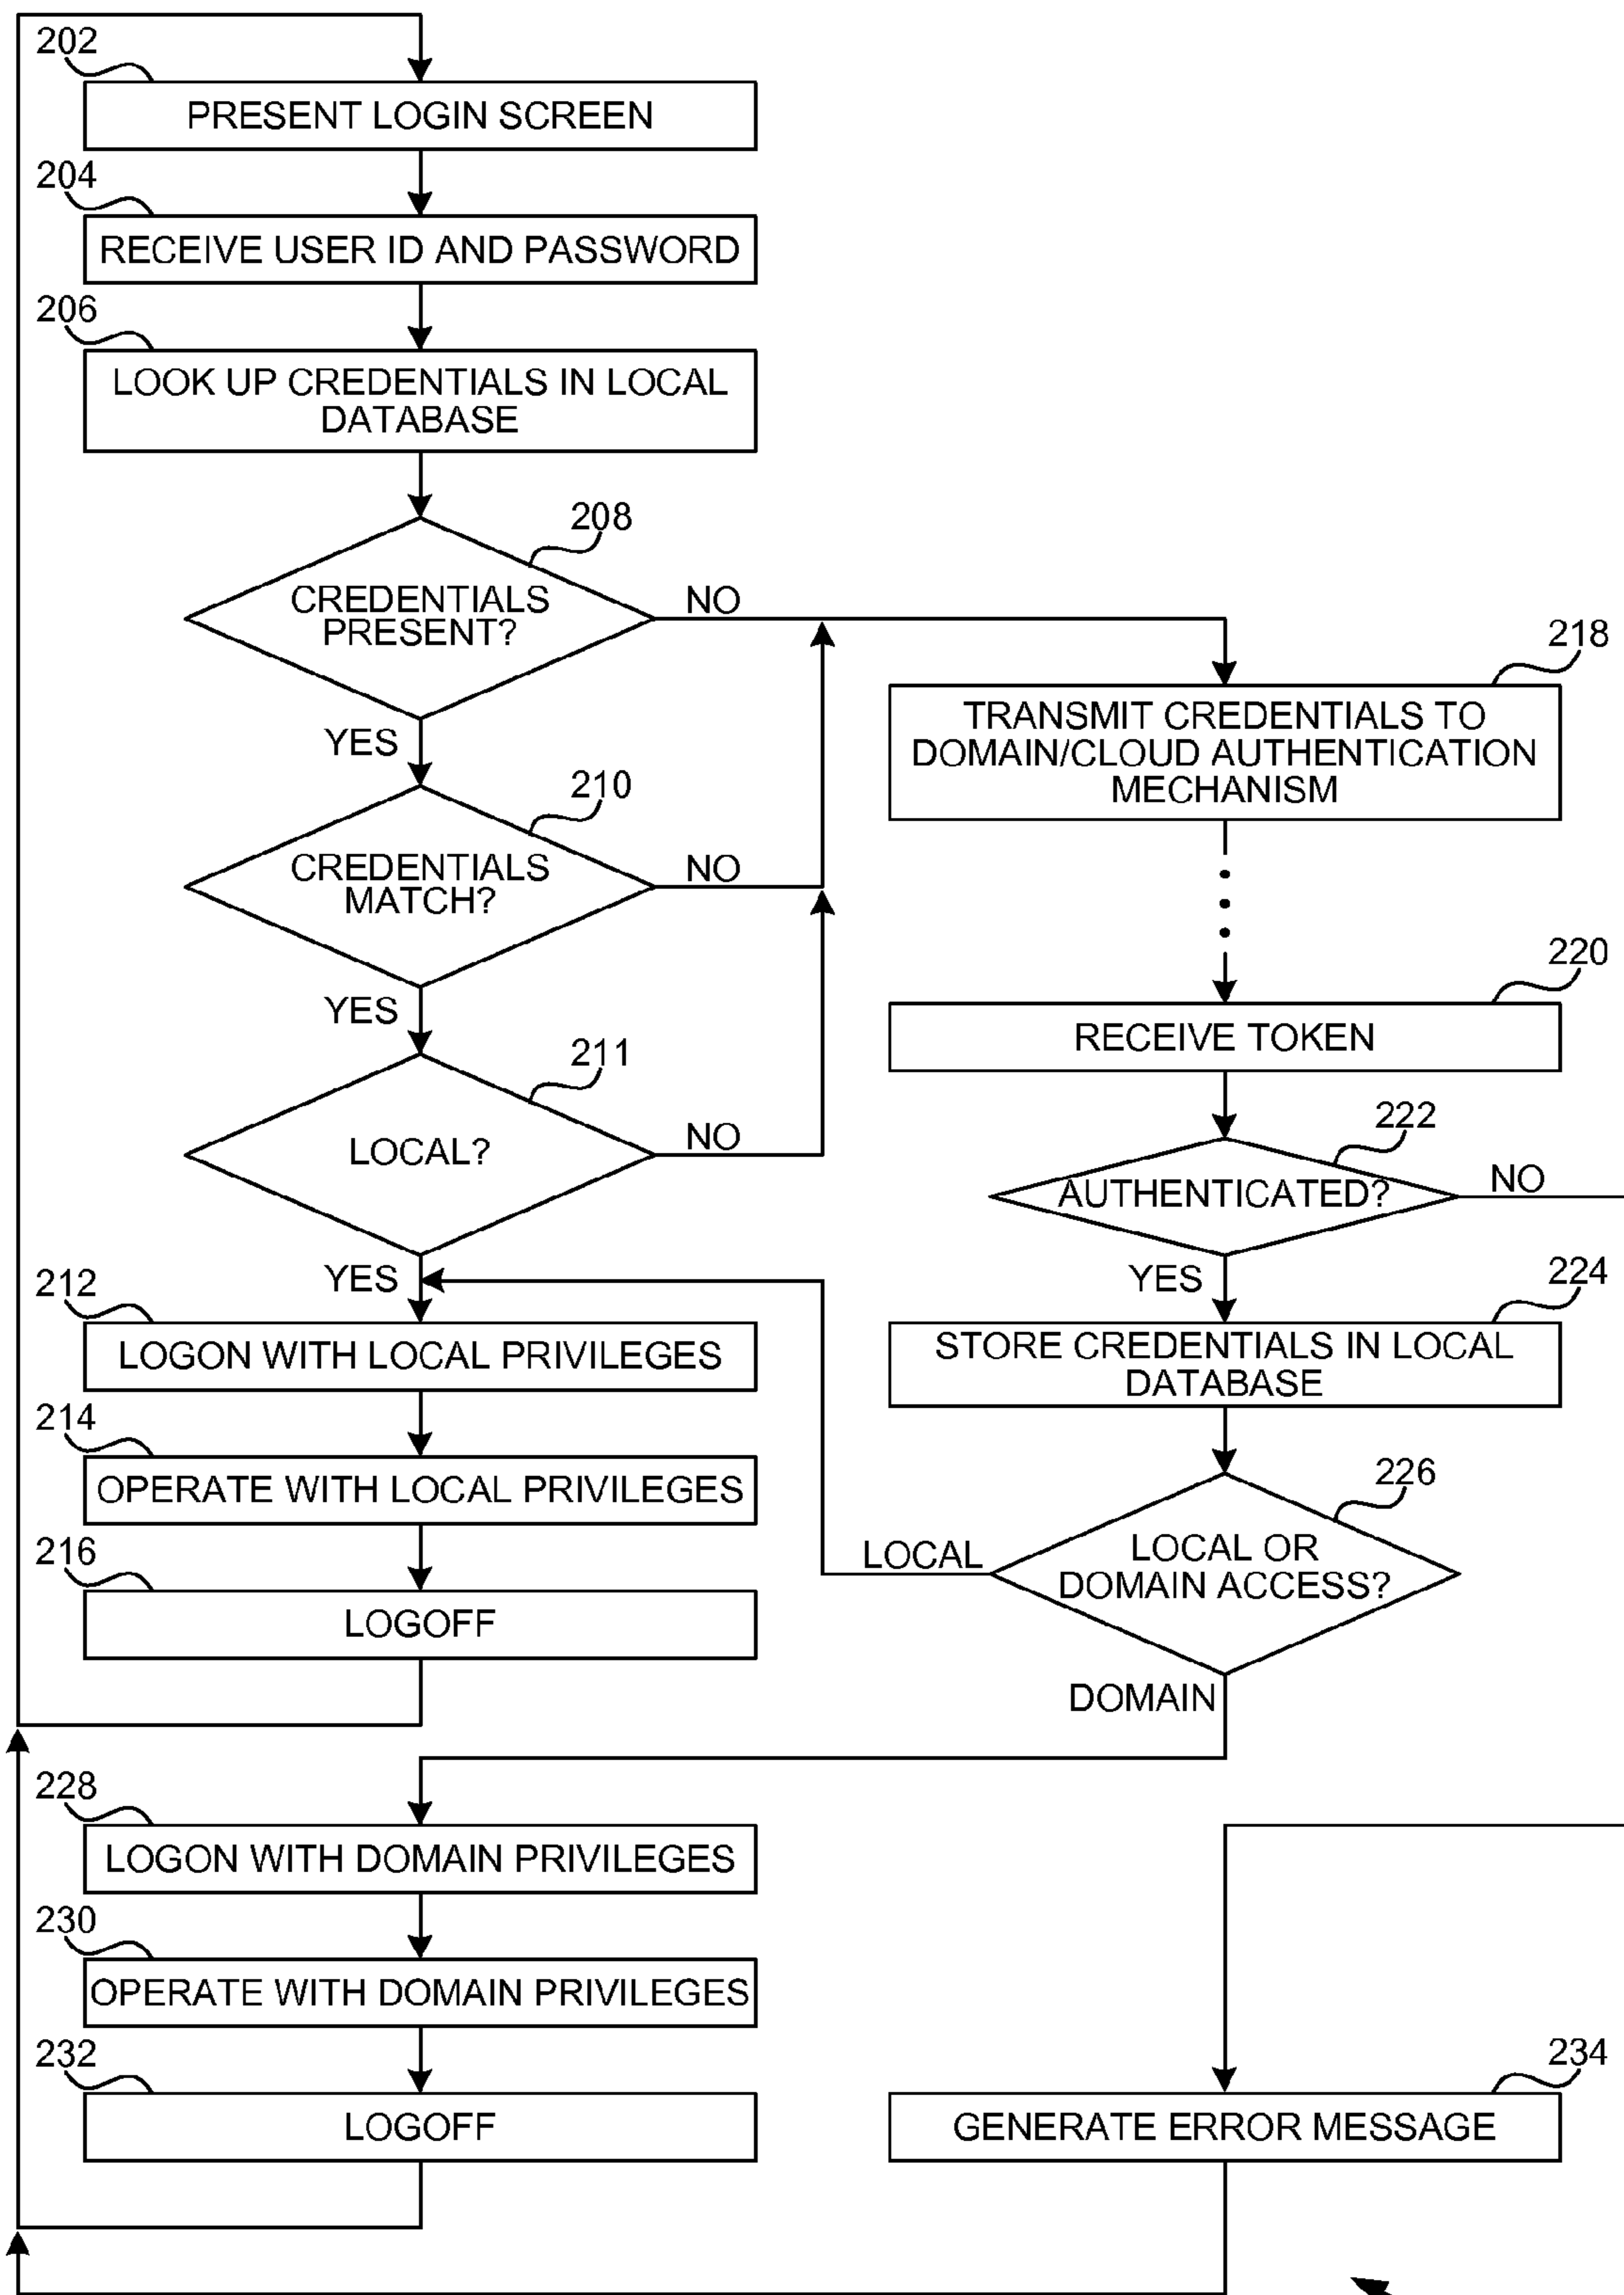 202
PRESENT LOGIN SCREEN
204
RECEIVE USER ID AND PASSWORD
206
LOOK UP CREDENTIALS IN LOCAL
DATABASE
208
CREDENTIALS
PRESENT?
NO
YES
210
CREDENTIALS
MATCH?
NO
YES
211
LOCAL?
NO
YES
212
LOGON WITH LOCAL PRIVILEGES
214
OPERATE WITH LOCAL PRIVILEGES
216
LOGOFF
218
TRANSMIT CREDENTIALS TO
DOMAIN/CLOUD AUTHENTICATION
MECHANISM
220
RECEIVE TOKEN
222
AUTHENTICATED?
NO
YES
224
STORE CREDENTIALS IN LOCAL
DATABASE
226
LOCAL OR
DOMAIN ACCESS?
LOCAL
DOMAIN
228
LOGON WITH DOMAIN PRIVILEGES
230
OPERATE WITH DOMAIN PRIVILEGES
232
LOGOFF
234
GENERATE ERROR MESSAGE